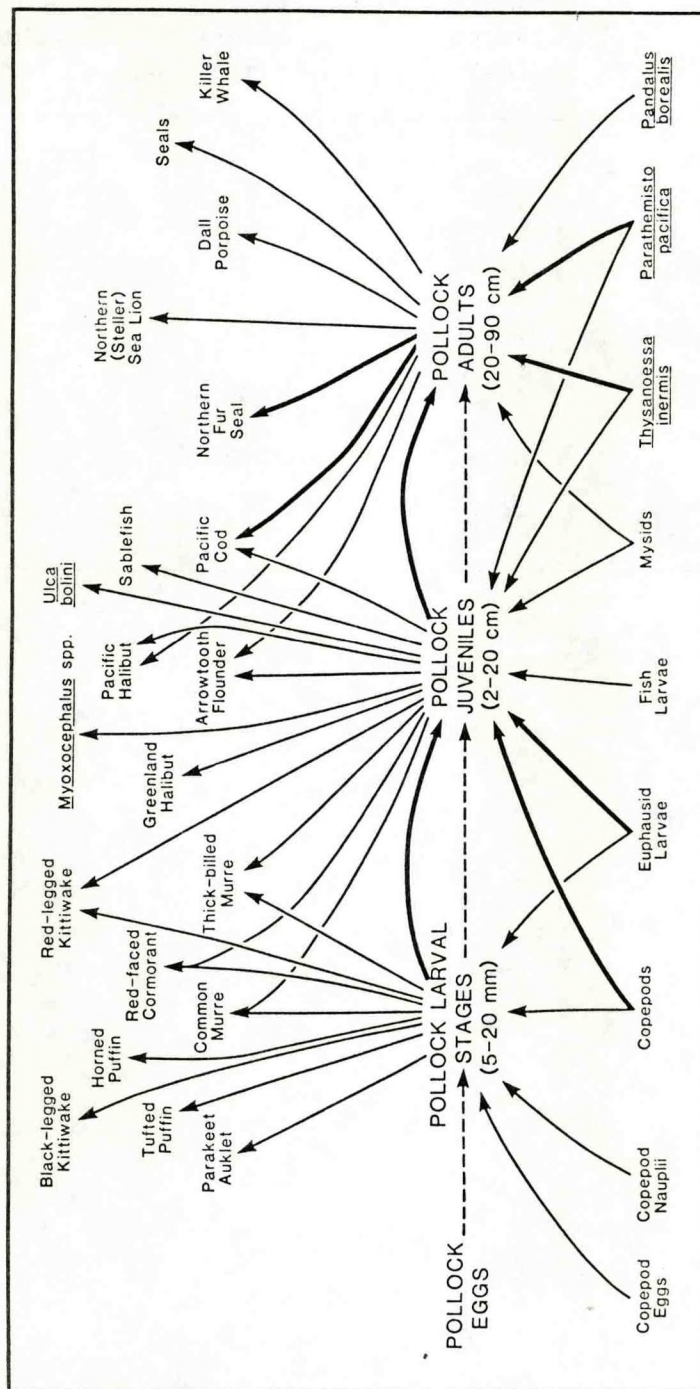 Black-legged
Kittiwake
Horned
Puffin
Tufted
Puffin
Parakeet
Auklet
Red-legged
Kittiwake
Red-faced
Cormorant
Common
Murre
Thick-billed
Murre
Myoxocephalus spp.
Greenland
Halibut
Ulca
bolini
Pacific
Halibut
Arrowtooth
Flounder
Sablefish
Pacific
Cod
Northern
Fur
Seal
Northern
(Steller)
Sea Lion
Dall
Porpoise
Seals
Killer
Whale
POLLOCK
EGGS
POLLOCK LARVAL
STAGES
(5-20 mm)
POLLOCK
JUVENILES
(2-20 cm)
POLLOCK
ADULTS
(20-90 cm)
Copepod
Eggs
Copepod
Nauplii
Copepods
Euphausid
Larvae
Fish
Larvae
Mysids
Thysanoessa
inermis
Parathemisto
pacifica
Pandalus
borealis